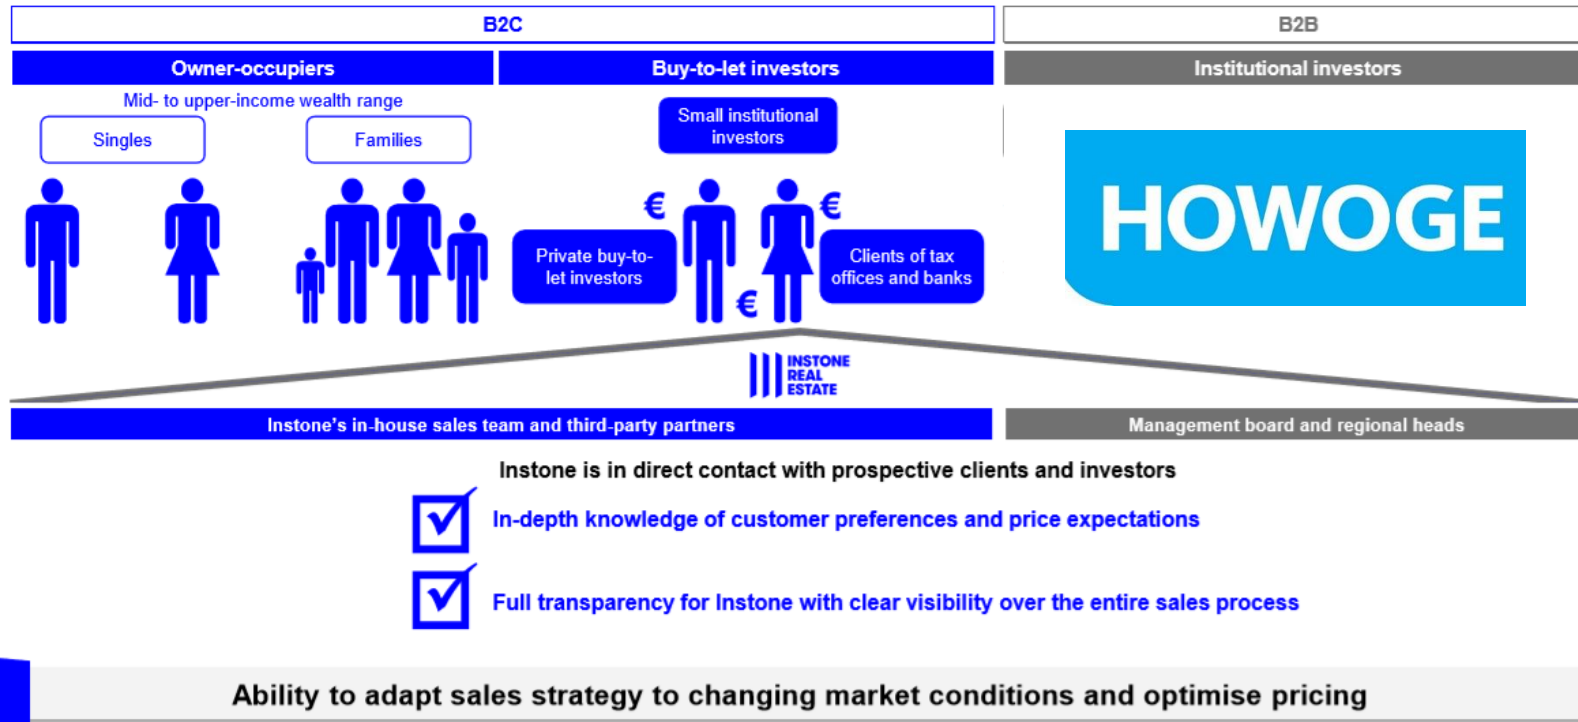 B2C
B2B
Owner-occupiers
Buy-to-let investors
Institutional investors
Mid- to upper-income wealth range
Singles
Families
Small institutional
investors
HOWOGE
€
€
Private buy-to-
let investors
Clients of tax
offices and banks
€
INSTONE
REAL
ESTATE
Instone's in-house sales team and third-party partners
Management board and regional heads
Instone is in direct contact with prospective clients and investors
In-depth knowledge of customer preferences and price expectations
Full transparency for Instone with clear visibility over the entire sales process
Ability to adapt sales strategy to changing market conditions and optimise pricing